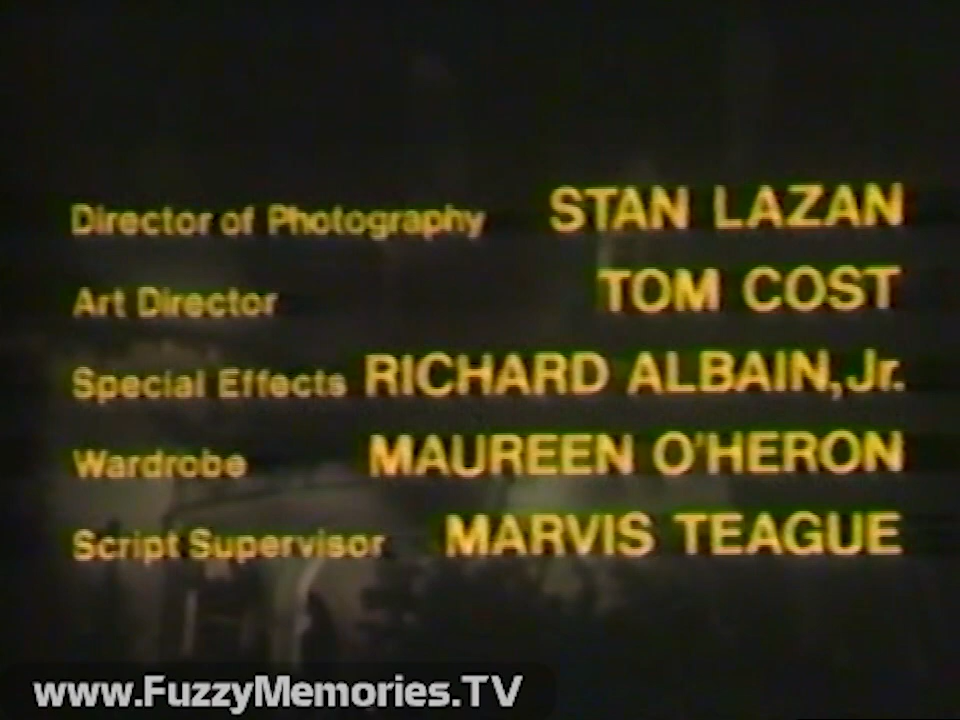 Director of Photography STAN LAZAN
Art Director TOM COST
Special Effects RICHARD ALBAIN, Jr.
Wardrobe MAUREEN O'HERON
Script Supervisor MARVIS TEAGUE
www.FuzzyMemories.TV